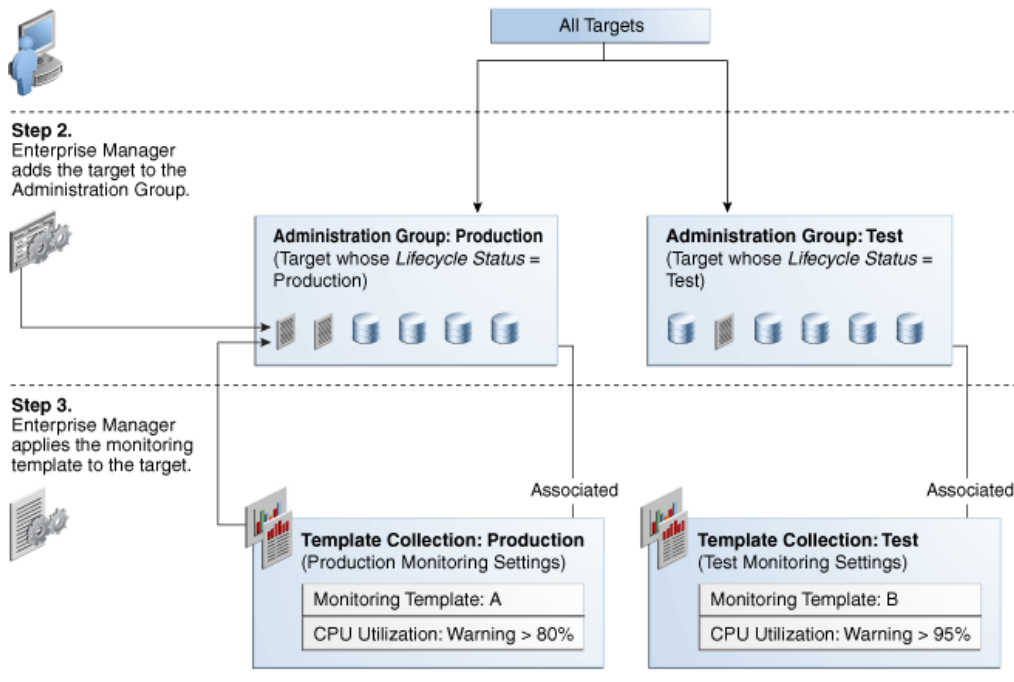 All Targets
Step 2.
Enterprise Manager
adds the target to the
Administration Group.
Administration Group: Production
(Target whose Lifecycle Status =
Production)
Administration Group: Test
(Target whose Lifecycle Status =
Test)
Step 3.
Enterprise Manager
applies the monitoring
template to the target.
Associated
Associated
Template Collection: Production
(Production Monitoring Settings)
Monitoring Template: A
CPU Utilization: Warning > 80%
Template Collection: Test
(Test Monitoring Settings)
Monitoring Template: B
CPU Utilization: Warning > 95%